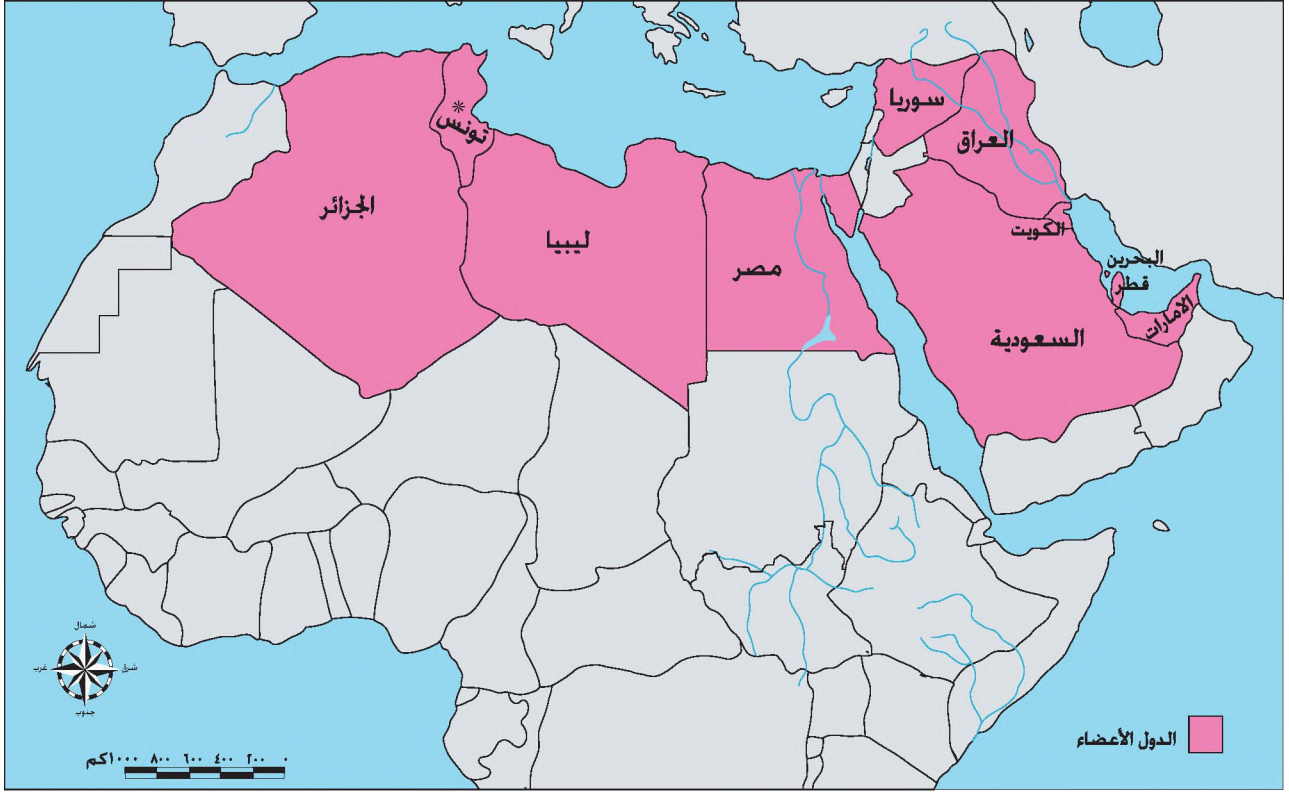 سوريا
العراق
تونس
الجزائر
ليبيا
مصر
الكويت
البحرين
قطر
الامارات
السعودية
شمال
شرق
غرب
جنوب
الدول الأعضاء
٠ ٢٠٠ ٤٠٠ ٦٠٠ ٨٠٠ ١٠٠٠كم